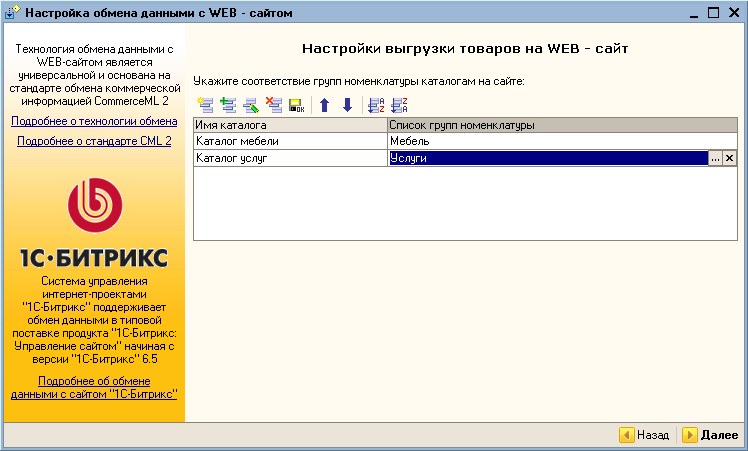 Настройка обмена данными с WEB - сайтом
Технология обмена данными с
WEB-сайтом является
универсальной и основана на
стандарте обмена коммерческой
информацией CommerceML 2
Подробнее о технологии обмена
Подробнее о стандарте CML 2
1С·БИТРИКС
Система управления
интернет-проектами
"1С-Битрикс" поддерживает
обмен данными в типовой
поставке продукта "1С-Битрикс:
Управление сайтом" начиная с
версии "1С-Битрикс" 6.5
Подробнее об обмене
данными с сайтом "1С-Битрикс"
Настройки выгрузки товаров на WEB - сайт
Укажите соответствие групп номенклатуры каталогам на сайте:
Имя каталога Список групп номенклатуры
Каталог мебели Мебель
Каталог услуг Услуги ...
Назад Далее